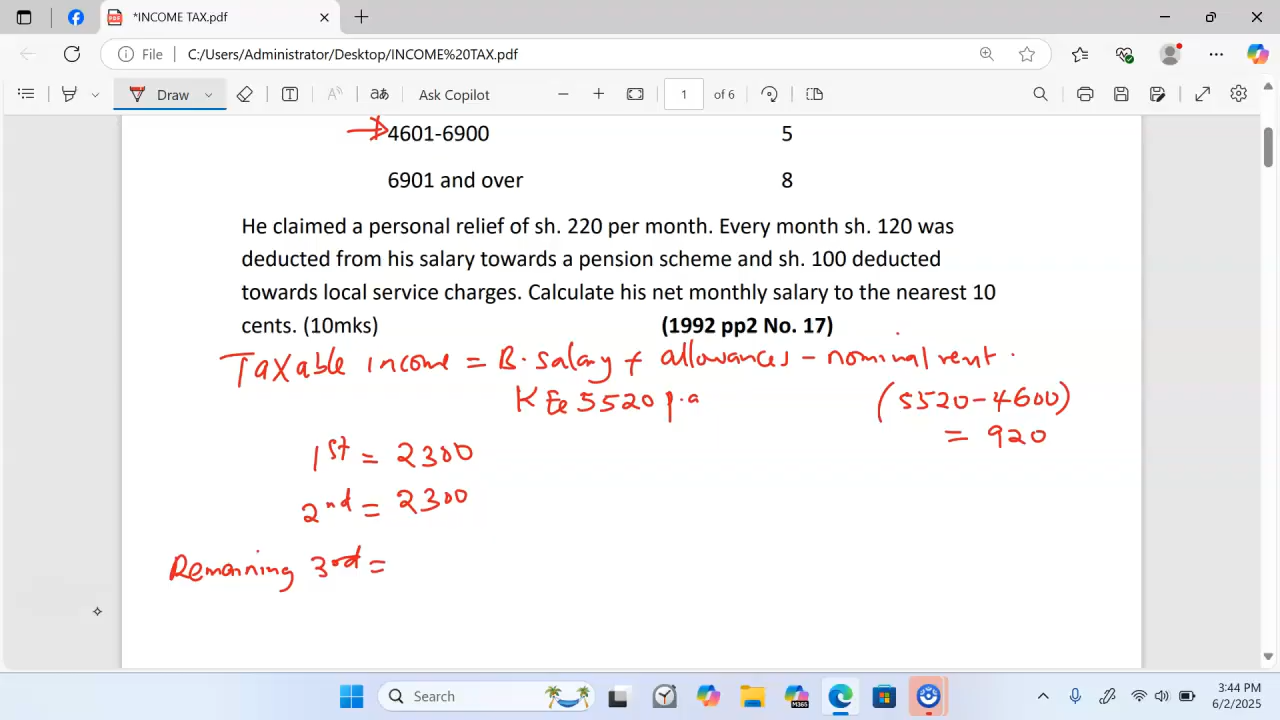 *INCOME TAX.pdf
File C:/Users/Administrator/Desktop/INCOME%20TAX.pdf
Draw Ask Copilot 1 of 6
4601-6900 5
6901 and over 8
He claimed a personal relief of sh. 220 per month. Every month sh. 120 was
deducted from his salary towards a pension scheme and sh. 100 deducted
towards local service charges. Calculate his net monthly salary to the nearest 10
cents. (10mks) (1992 pp2 No. 17)
Taxable income = B. salary + allowances - nominal rent.
K£ 5520 p.a (5520-4600)
= 920
1st = 2300
2nd = 2300
Remaining 3rd =
Search
3:44 PM
6/2/2025